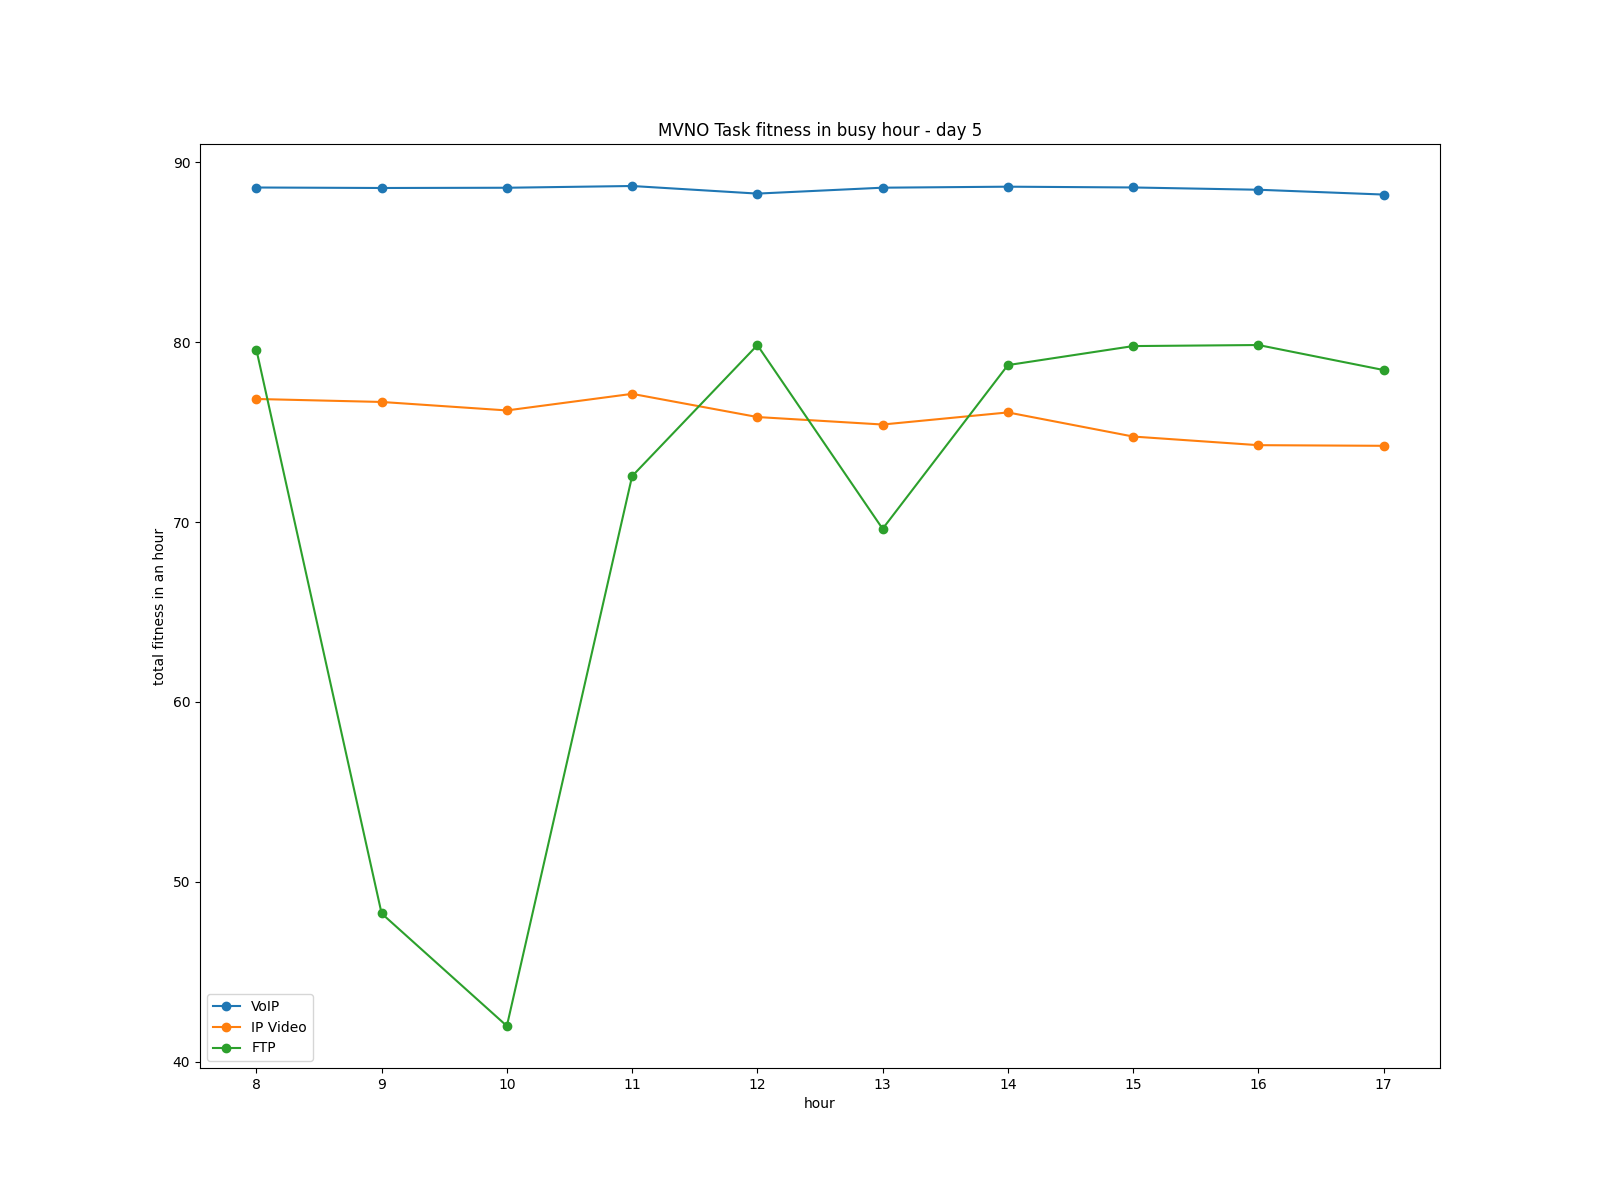 MVNO Task fitness in busy hour - day 5
total fitness in an hour
90
80
70
60
50
40
VoIP
IP Video
FTP
8 9 10 11 12 13 14 15 16 17
hour